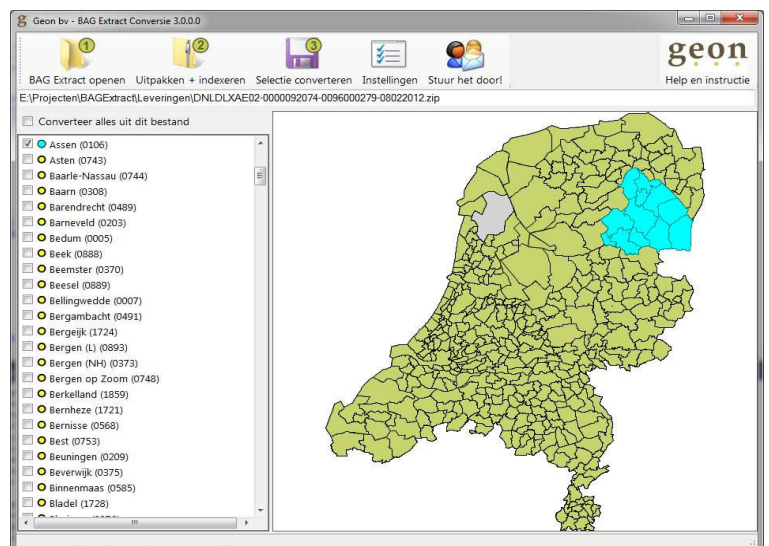 Geon bv - BAG Extract Conversie 3.0.0.0
1
2
3
BAG Extract openen Uitpakken + indexeren Selectie converteren Instellingen Stuur het door!
geon
Help en instructie
E:\Projecten\BAGExtract\Leveringen\DNLDLXAE02-0000092074-0096000279-08022012.zip
Converteer alles uit dit bestand
Assen (0106)
Asten (0743)
Baarle-Nassau (0744)
Baarn (0308)
Barendrecht (0489)
Barneveld (0203)
Bedum (0005)
Beek (0888)
Beemster (0370)
Beesel (0889)
Bellingwedde (0007)
Bergambacht (0491)
Bergeijk (1724)
Bergen (L) (0893)
Bergen (NH) (0373)
Bergen op Zoom (0748)
Berkelland (1859)
Bernheze (1721)
Bernisse (0568)
Best (0753)
Beuningen (0209)
Beverwijk (0375)
Binnenmaas (0585)
Bladel (1728)